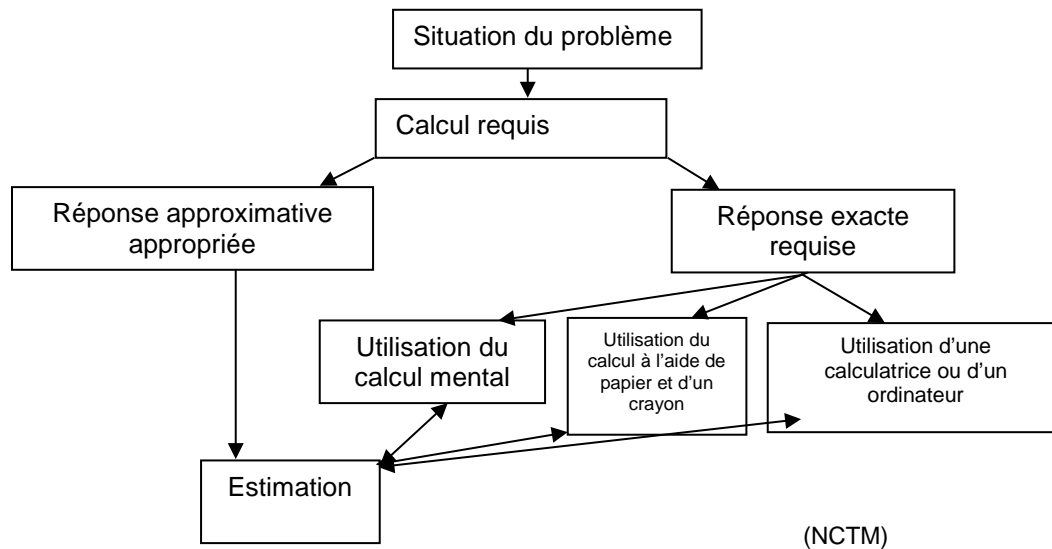 Situation du problème
Calcul requis
Réponse approximative
appropriée
Réponse exacte
requise
Utilisation du
calcul mental
Utilisation du
calcul à l’aide de
papier et d’un
crayon
Utilisation d’une
calculatrice ou d’un
ordinateur
Estimation
(NCTM)